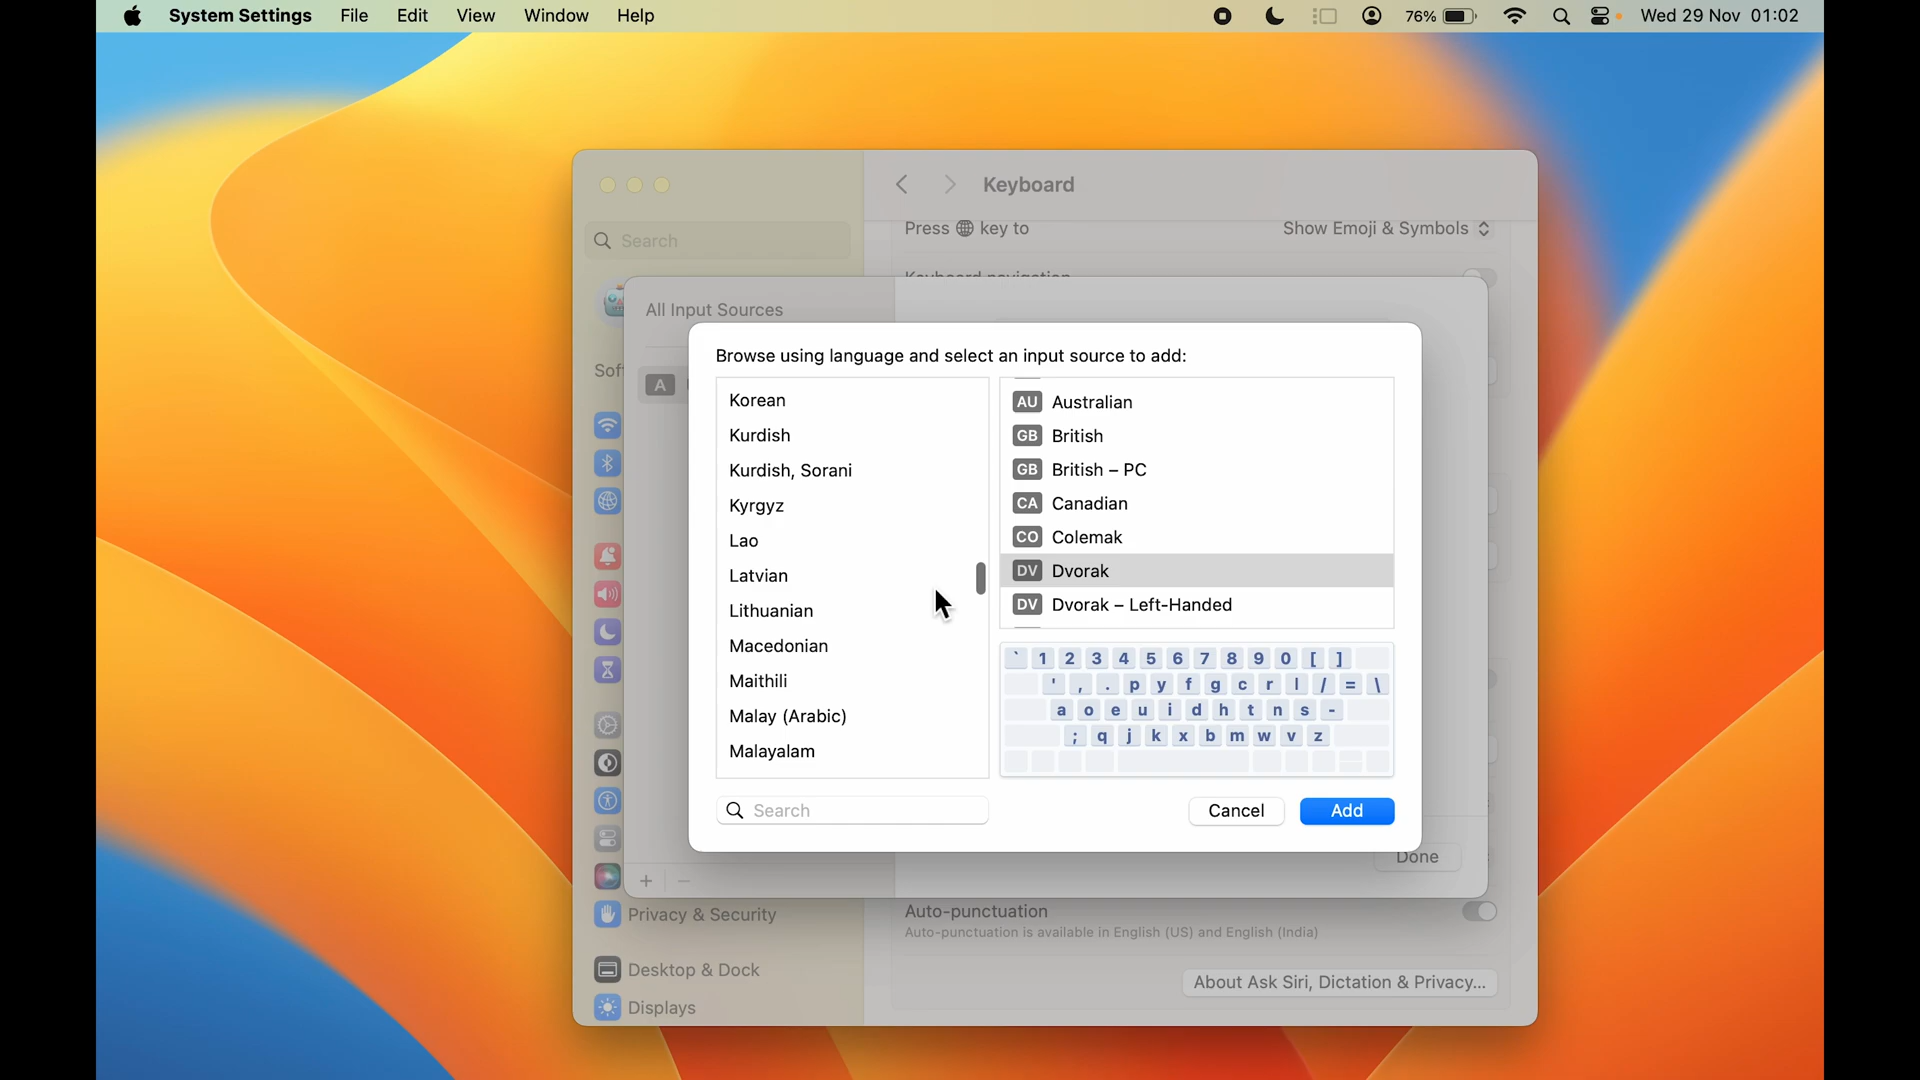 System Settings File Edit View Window Help 76% Wed 29 Nov 01:02
Keyboard
Search
Press key to Show Emoji & Symbols
Keyboard navigation
All Input Sources
A
Browse using language and select an input source to add:
Korean
Kurdish
Kurdish, Sorani
Kyrgyz
Lao
Latvian
Lithuanian
Macedonian
Maithili
Malay (Arabic)
Malayalam
AU Australian
GB British
GB British – PC
CA Canadian
CO Colemak
DV Dvorak
DV Dvorak – Left-Handed
` 1 2 3 4 5 6 7 8 9 0 [ ]
' , . p y f g c r l / = \
a o e u i d h t n s -
; q j k x b m w v z
Search
Cancel Add
Done
+ −
Privacy & Security
Desktop & Dock
Displays
Auto-punctuation
Auto-punctuation is available in English (US) and English (India)
About Ask Siri, Dictation & Privacy...